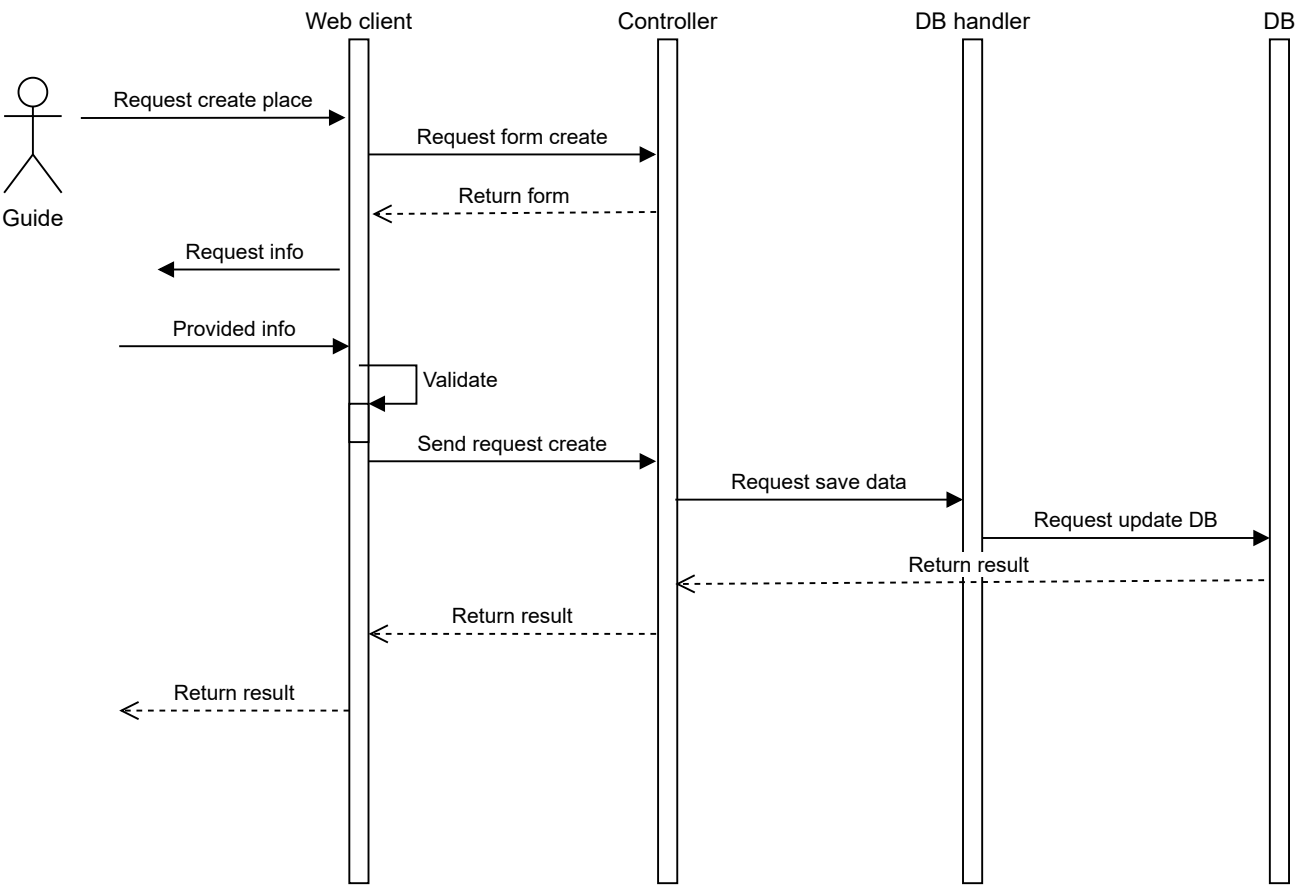 Web client
Controller
DB handler
DB
Request create place
Request form create
Return form
Guide
Request info
Provided info
Validate
Send request create
Request save data
Request update DB
Return result
Return result
Return result